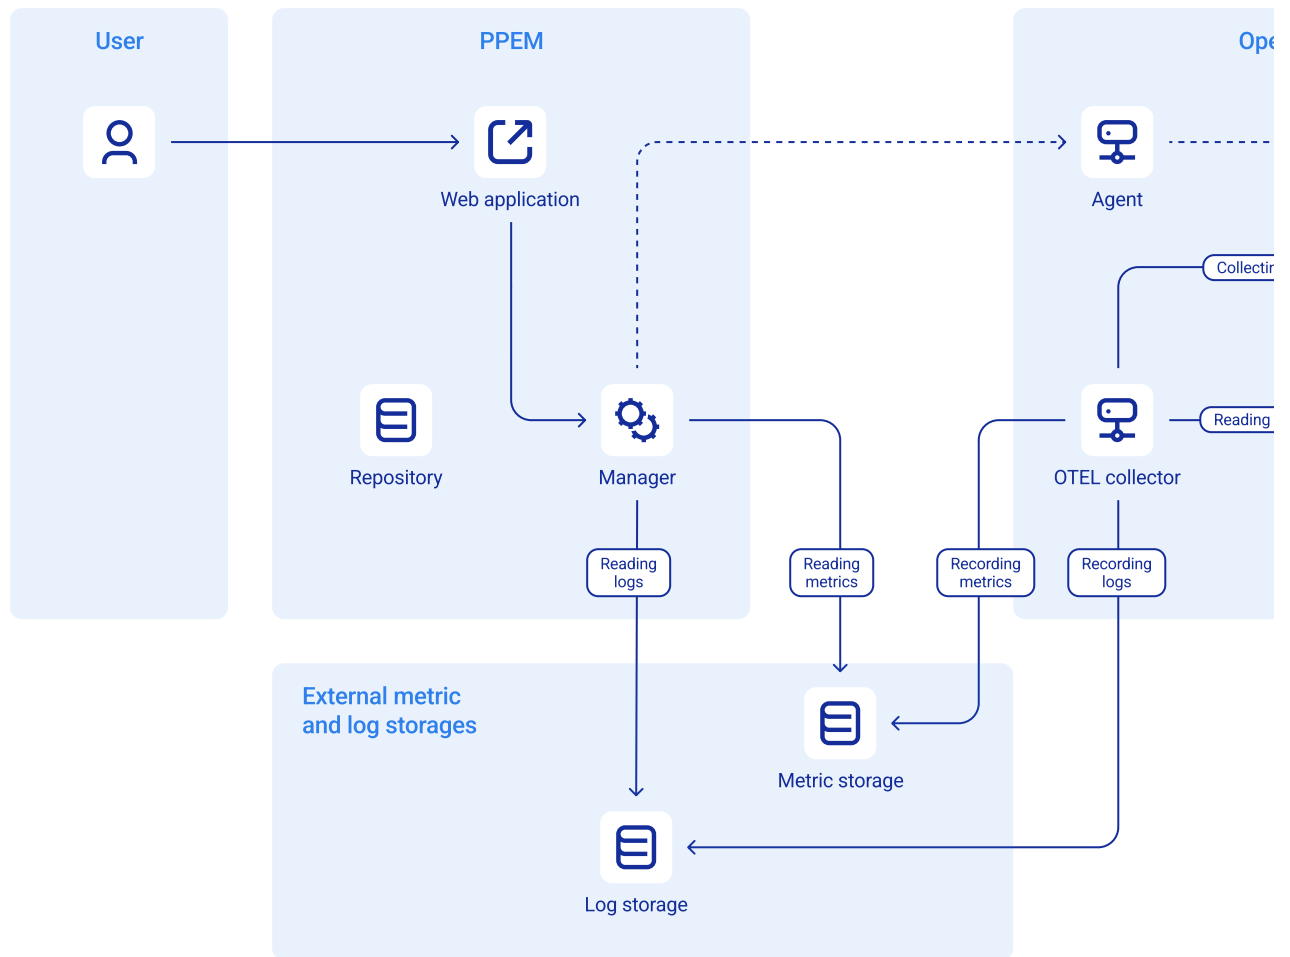 User
PPEM
Web application
Agent
Repository
Manager
OTEL collector
Reading
Reading
logs
Reading
metrics
Recording
metrics
Recording
logs
External metric
and log storages
Metric storage
Log storage